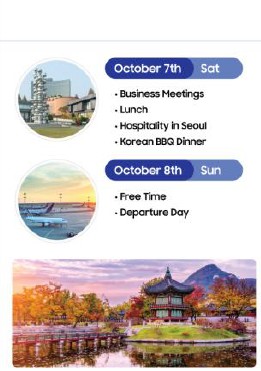 October 7th Sat
• Business Meetings
• Lunch
• Hospitality in Seoul
• Korean BBQ Dinner
October 8th Sun
• Free Time
• Departure Day